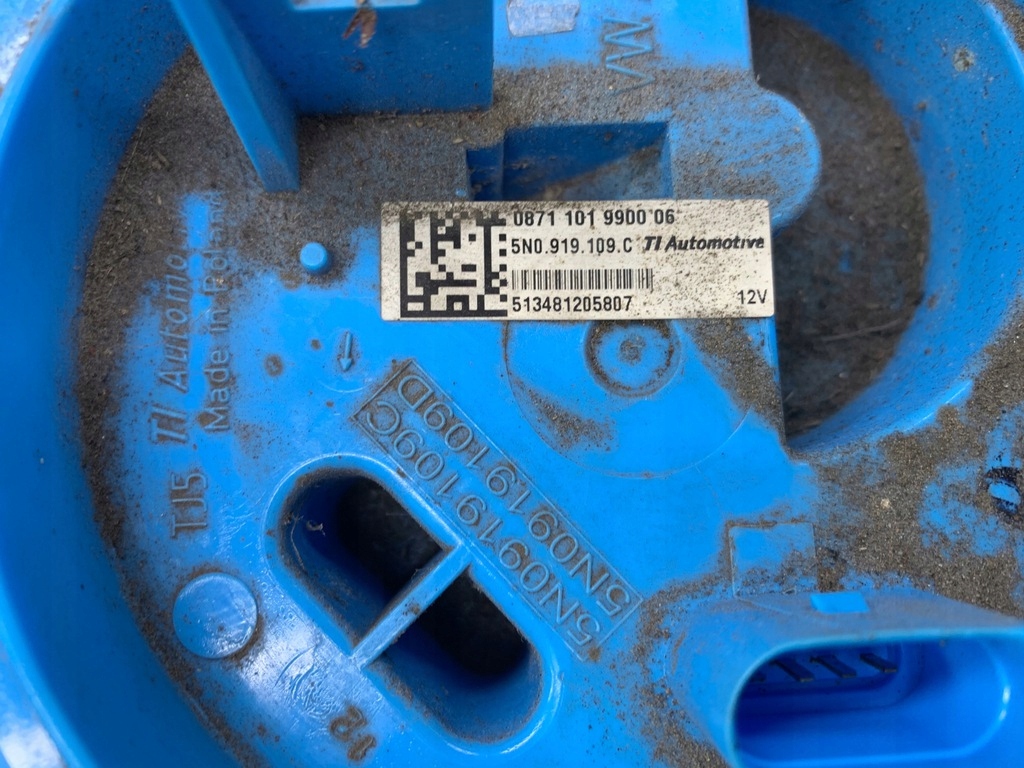 0871 101 9900 06
5N0.919.109.C TI Automotive
513481205807
12V
TI Automo
Made in Poland
TJ5
5N0919109C
5N0919109D
12